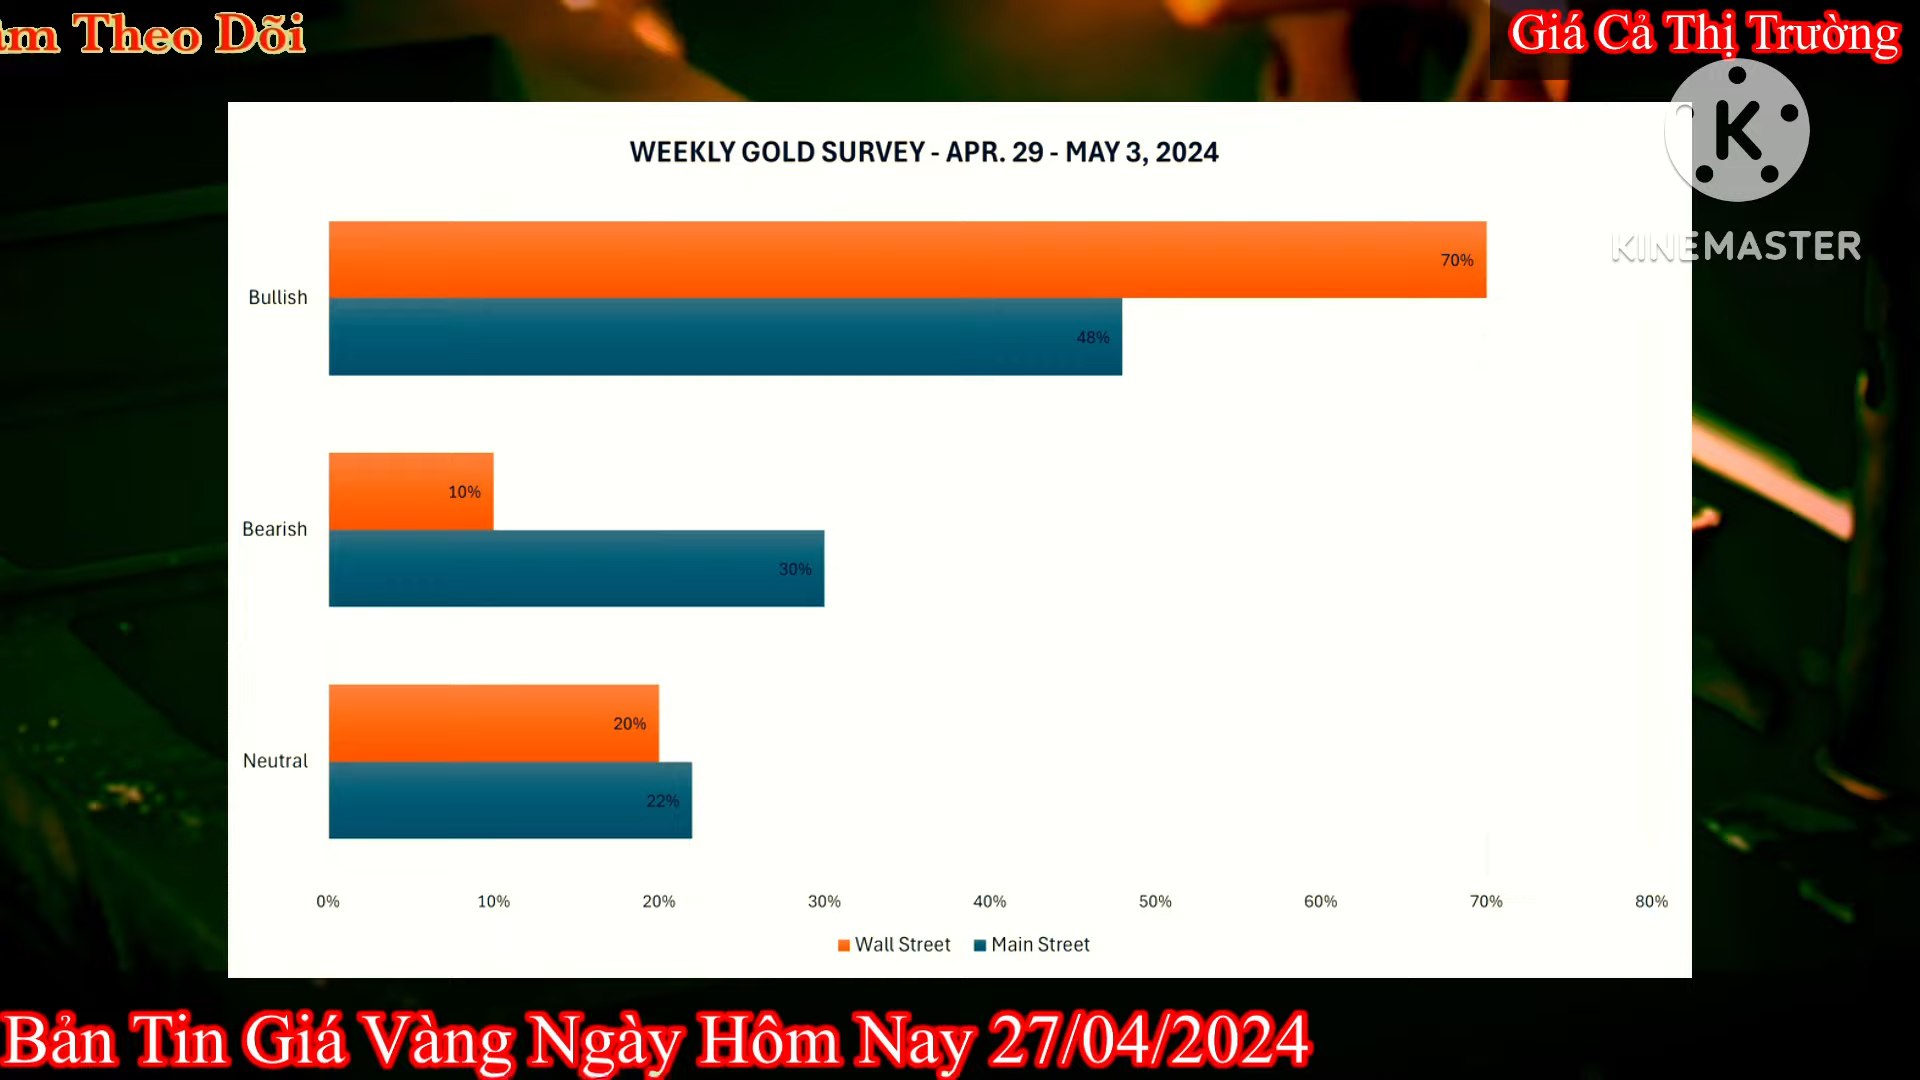 Theo Dõi
Giá Cả Thị Trường
K
KINEMASTER
WEEKLY GOLD SURVEY - APR. 29 - MAY 3, 2024
Bullish
70%
48%
Bearish
10%
30%
Neutral
20%
22%
0% 10% 20% 30% 40% 50% 60% 70% 80%
Wall Street Main Street
Bản Tin Giá Vàng Ngày Hôm Nay 27/04/2024